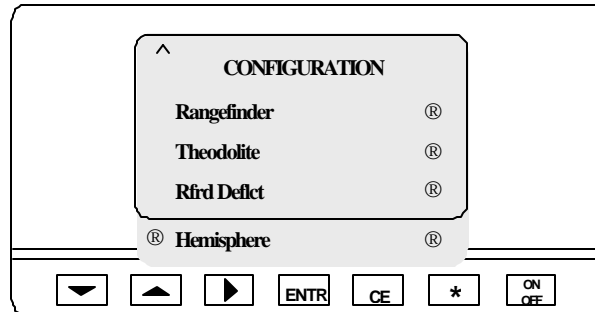 ^
CONFIGURATION
Rangefinder ®
Theodolite ®
Rfrd Deflct ®
® Hemisphere ®
ENTR CE * ON
OFF